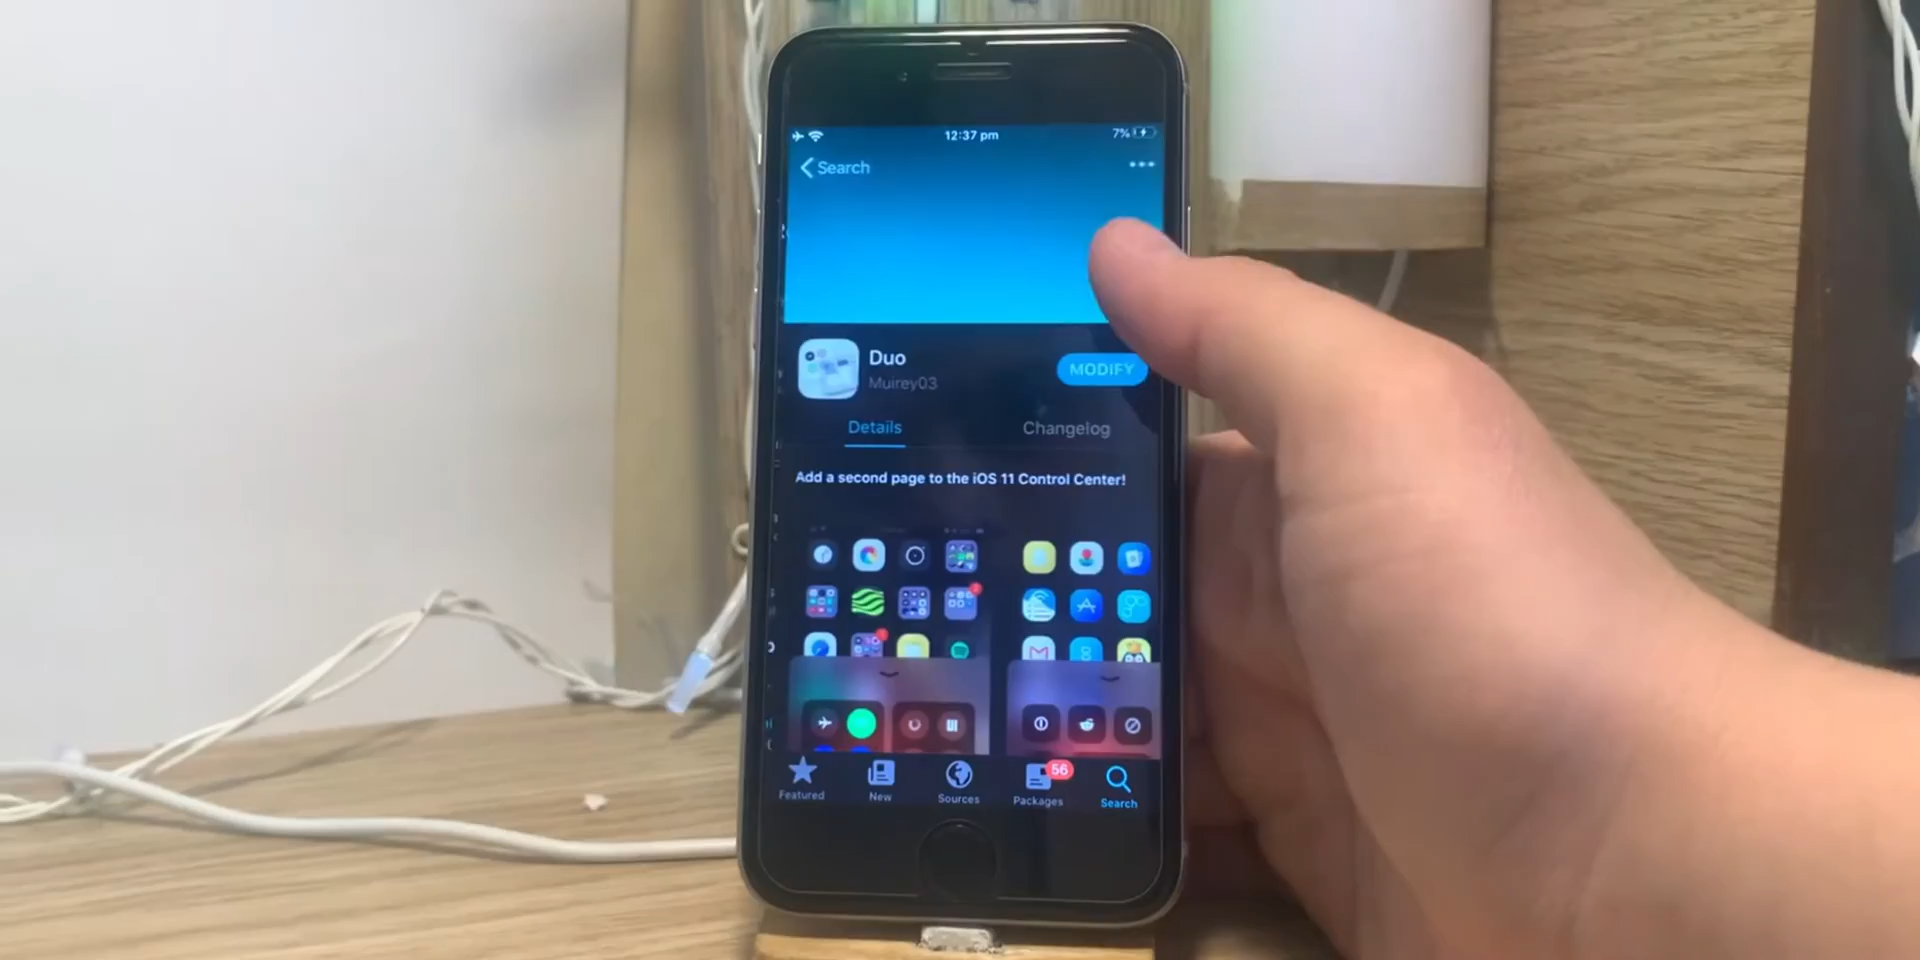 12:37 pm
7%
Search
Duo
Muirey03
MODIFY
Details
Changelog
Add a second page to the iOS 11 Control Center!
56
Featured
New
Sources
Packages
Search